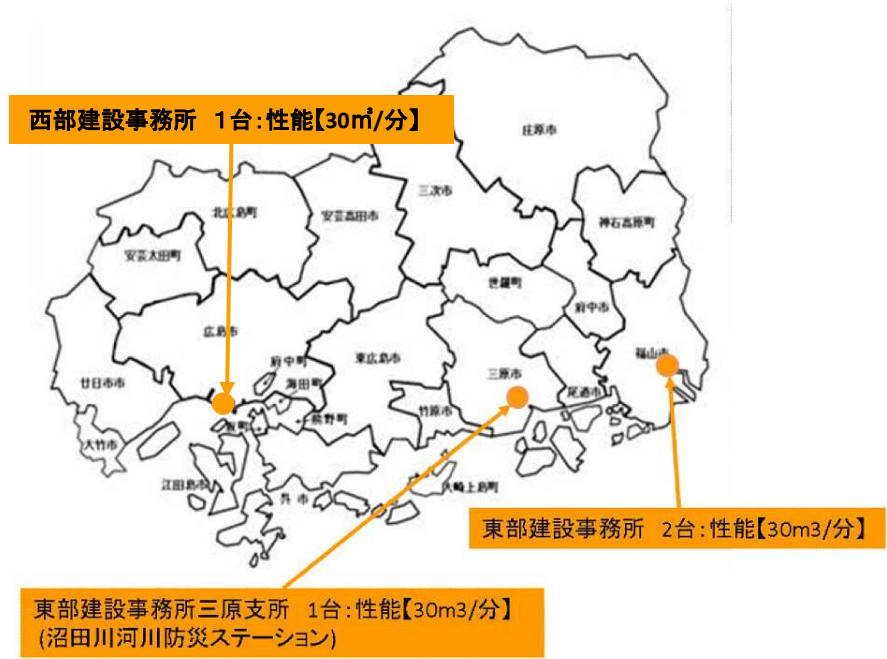 西部建設事務所 1台:性能【30㎥/分】
庄原市
三次市
北広島町
安芸高田市
神石高原町
安芸太田町
世羅町
府中市
広島市
府中町
東広島市
福山市
海田町
三原市
廿日市市
尾道市
竹原市
熊野町
坂町
大竹市
江田島市
大崎上島町
呉市
東部建設事務所 2台:性能【30m3/分】
東部建設事務所三原支所 1台:性能【30m3/分】
(沼田川河川防災ステーション)